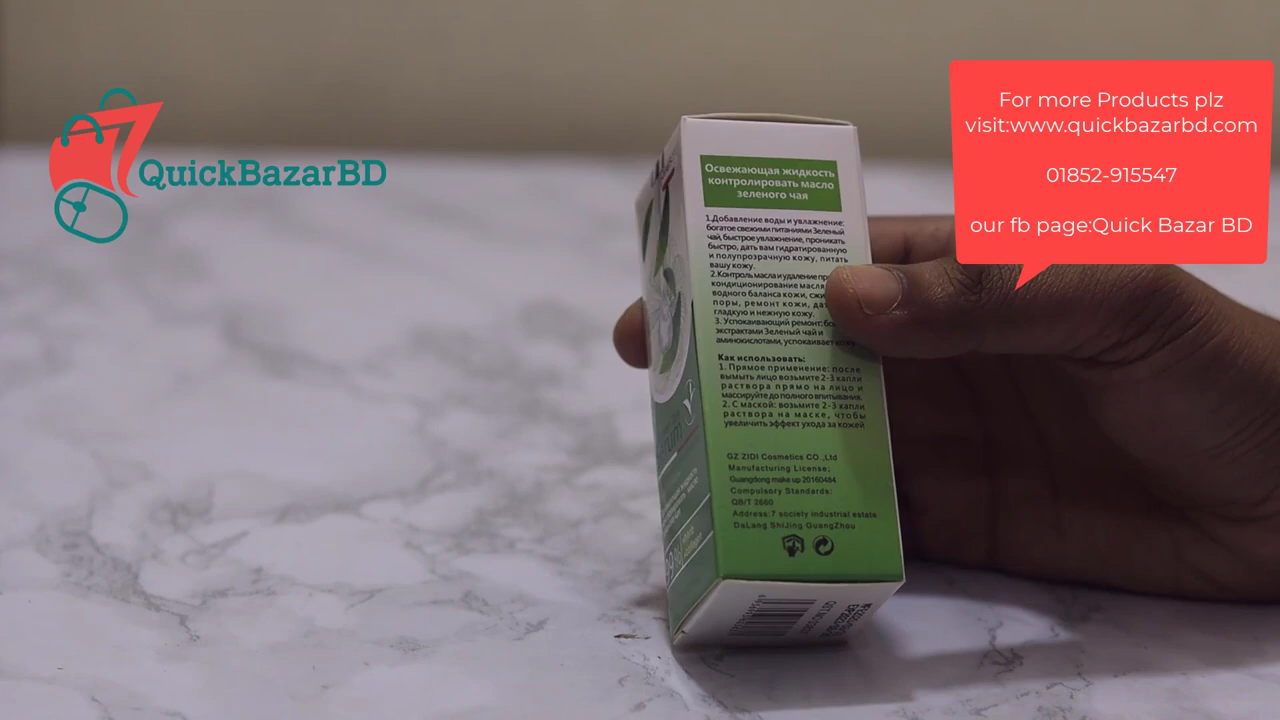 QuickBazarBD
For more Products plz
visit:www.quickbazarbd.com
01852-915547
our fb page:Quick Bazar BD
Освежающая жидкость
контролировать масло
зеленого чая
1.Добавление воды и увлажнение:
богатое свежими питаниями Зеленый
чай, быстрое увлажнение, проникать
быстро, дать вам гидратированную
и полупрозрачную кожу, питать
вашу кожу.
2.Контроль масла и удаление
кондиционирование масла
водного баланса кожи,
поры, ремонт кожи,
гладкую и нежную кожу.
3. Успокаивающий ремонт:
экстрактами Зеленый чай и
аминокислотами, успокаивает кожу
Как использовать:
1. Прямое применение: после
вымыть лицо возьмите 2-3 капли
раствора прямо на лицо и
массируйте до полного впитывания.
2. С маской: возьмите 2-3 капли
раствора на маске, чтобы
увеличить эффект ухода за кожей
GZ ZIDI Cosmetics CO .,Ltd
Manufacturing License:
Guangdong make up 20160484
Compulsory Standards:
QB/T 2660
Address:7 society industrial estate
DaLang ShiJing GuangZhou